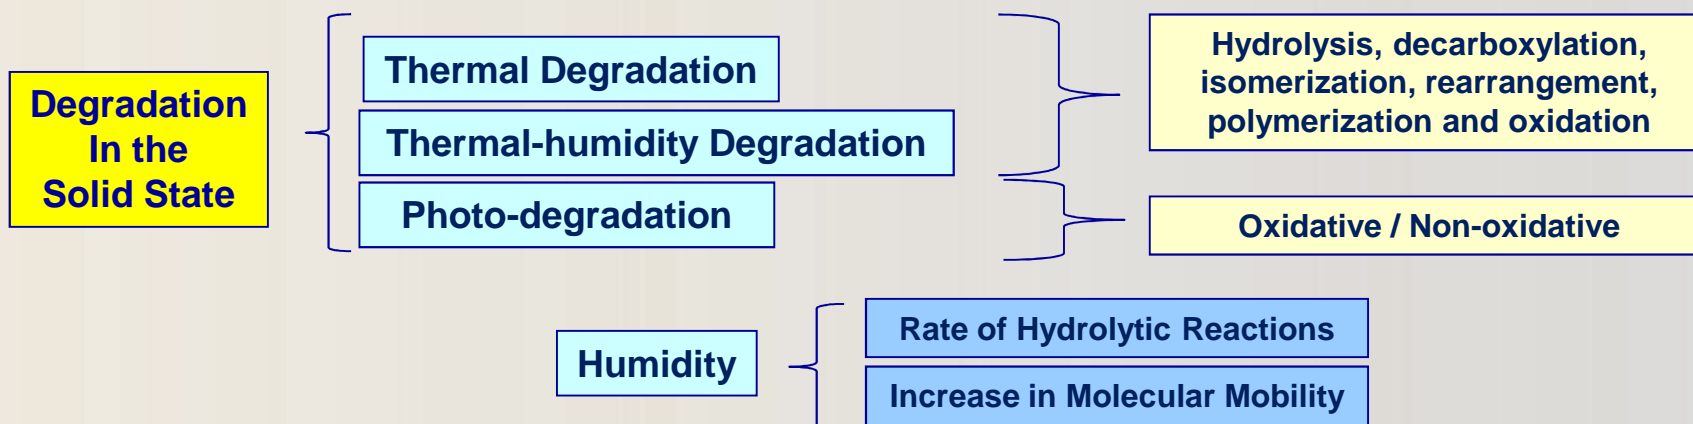 Degradation
In the
Solid State
Thermal Degradation
Thermal-humidity Degradation
Photo-degradation
Hydrolysis, decarboxylation,
isomerization, rearrangement,
polymerization and oxidation
Oxidative / Non-oxidative
Humidity
Rate of Hydrolytic Reactions
Increase in Molecular Mobility